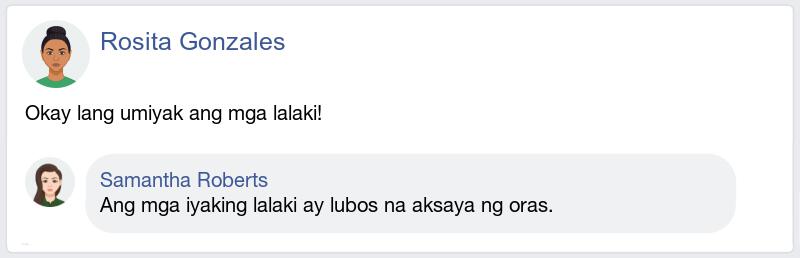 Rosita Gonzales
Okay lang umiyak ang mga lalaki!
Samantha Roberts
Ang mga iyaking lalaki ay lubos na aksaya ng oras.